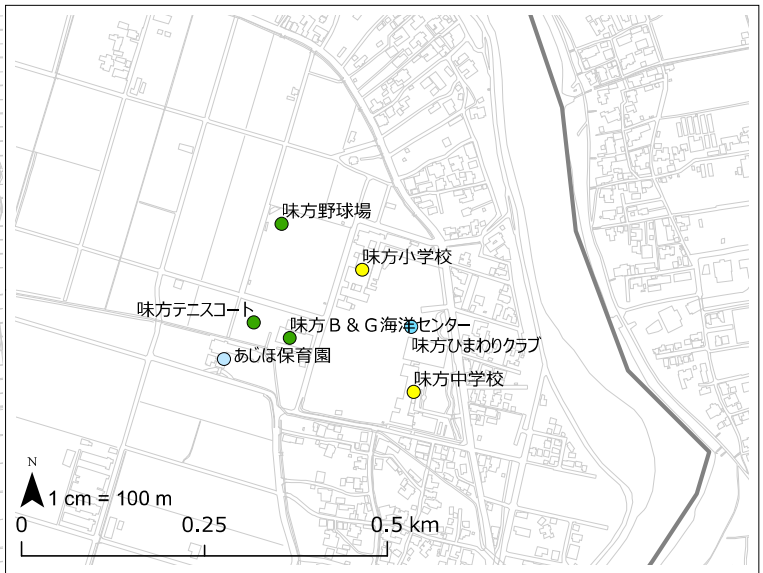 味方野球場
味方小学校
味方テニスコート
味方Ｂ＆Ｇ海洋センター
味方ひまわりクラブ
あじほ保育園
味方中学校
N
1 cm = 100 m
0 0.25 0.5 km